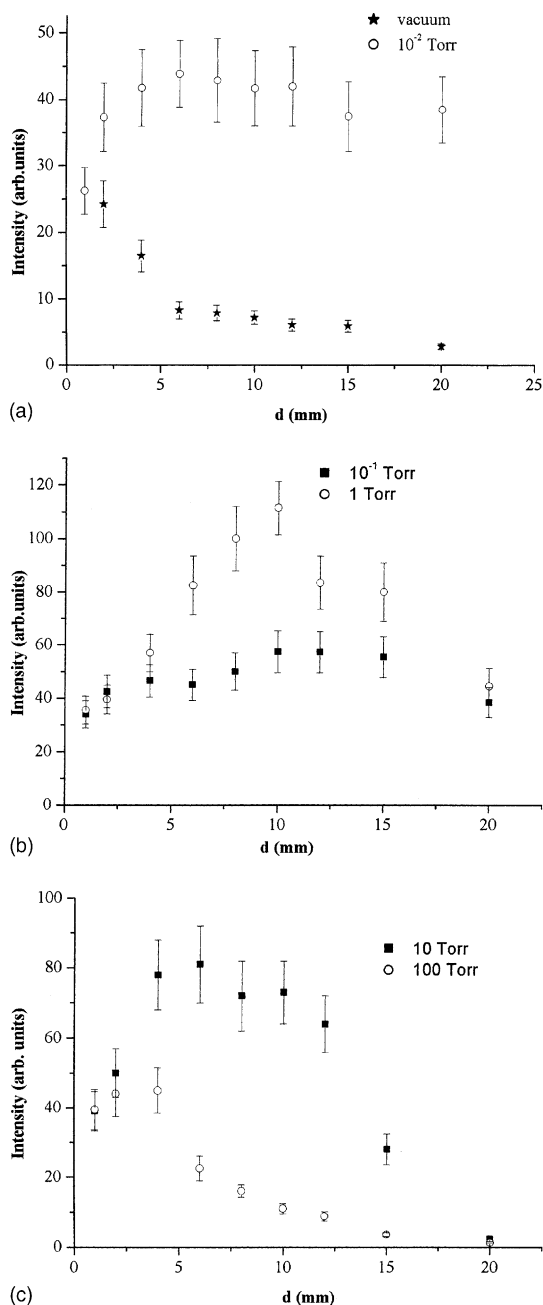 ★ vacuum
○ 10⁻² Torr
50
40
30
20
10
0
Intensity (arb.units)
0 5 10 15 20 25
d (mm)
(a)
■ 10⁻¹ Torr
○ 1 Torr
120
100
80
60
40
20
0
Intensity (arb.units)
0 5 10 15 20
d (mm)
(b)
■ 10 Torr
○ 100 Torr
100
80
60
40
20
0
Intensity (arb. units)
0 5 10 15 20
d (mm)
(c)